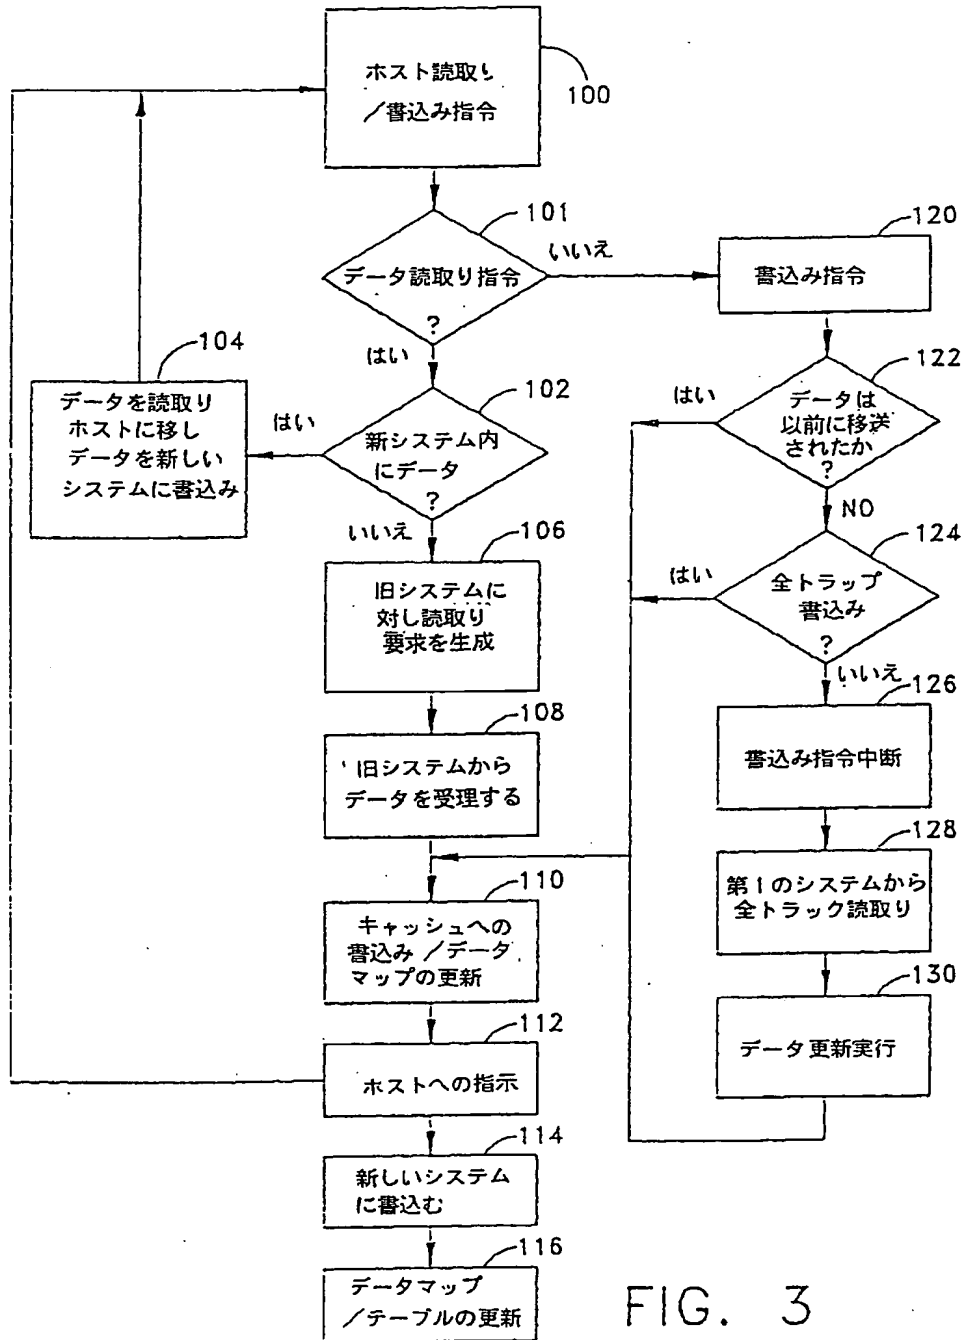 ホスト読取り
／書込み指令
100
101
データ読取り指令
？
いいえ
はい
120
書込み指令
104
データを読取り
ホストに移し
データを新しい
システムに書込み
はい
102
新システム内
にデータ
？
いいえ
122
データは
以前に移送
されたか
？
はい
NO
106
旧システムに
対し読取り
要求を生成
124
全トラップ
書込み
？
はい
いいえ
108
旧システムから
データを受理する
126
書込み指令中断
128
第1のシステムから
全トラック読取り
110
キャッシュへの
書込み／データ
マップの更新
130
データ更新実行
112
ホストへの指示
114
新しいシステム
に書込む
116
データマップ
／テーブルの更新
FIG. 3